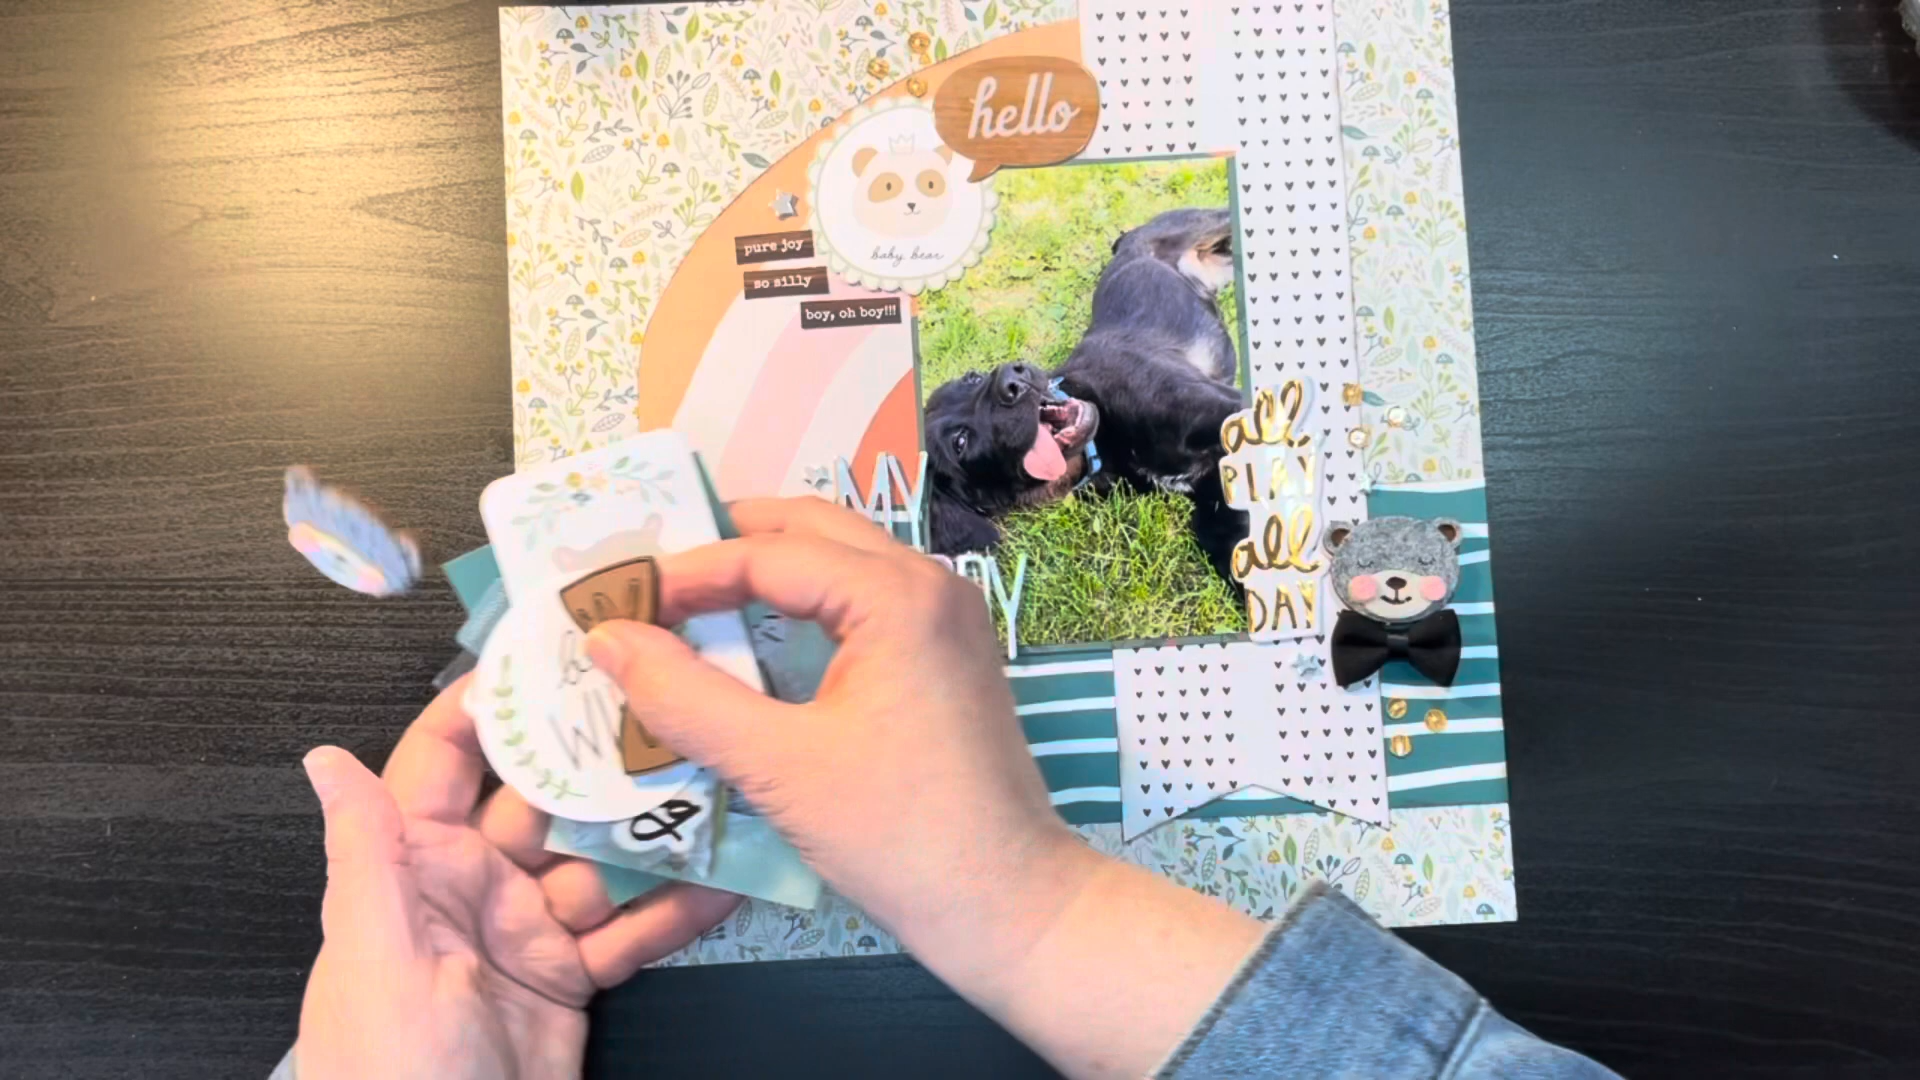 hello
baby bear
pure joy
so silly
boy, oh boy!!!
all
PLAY
all
DAY
MY